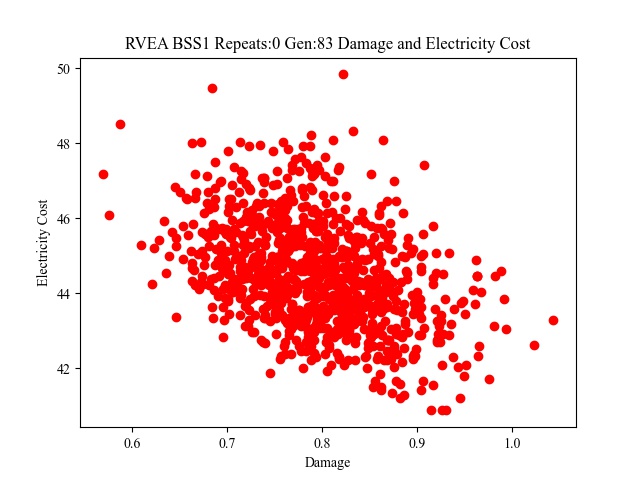 RVEA BSS1 Repeats:0 Gen:83 Damage and Electricity Cost
50
48
46
44
42
Electricity Cost
0.6 0.7 0.8 0.9 1.0
Damage